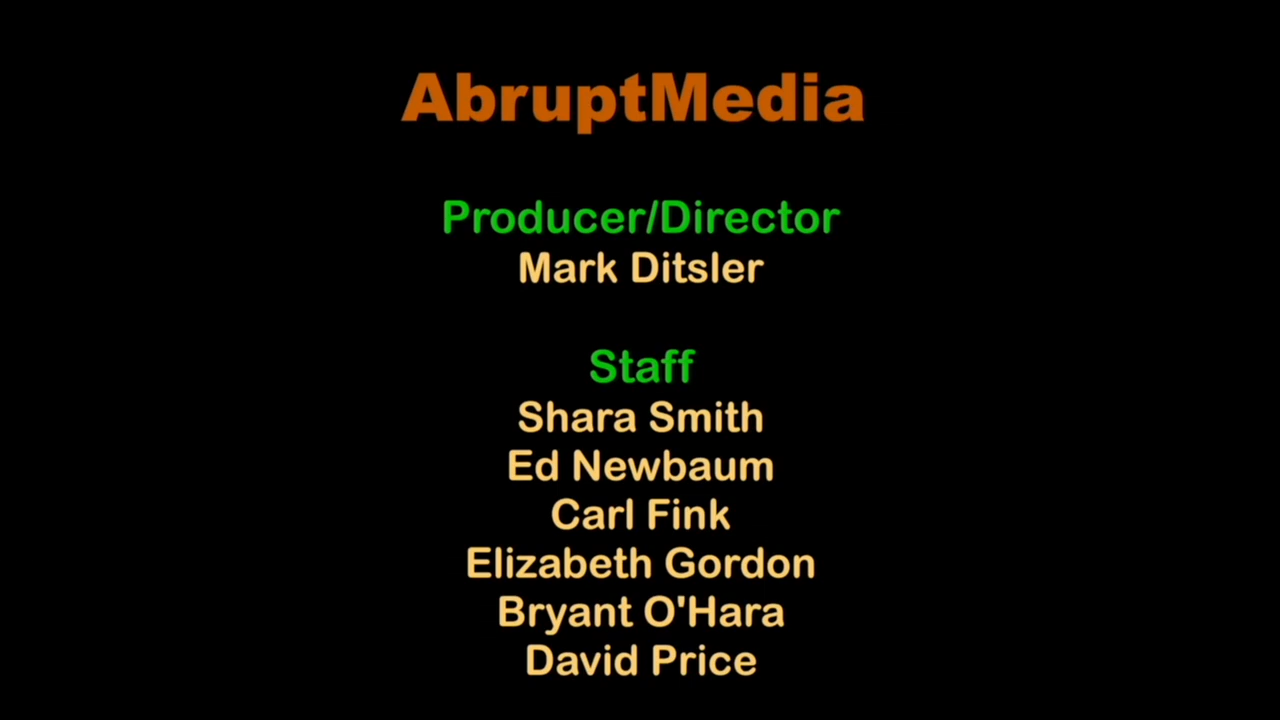 AbruptMedia
Producer/Director
Mark Ditsler
Staff
Shara Smith
Ed Newbaum
Carl Fink
Elizabeth Gordon
Bryant O'Hara
David Price